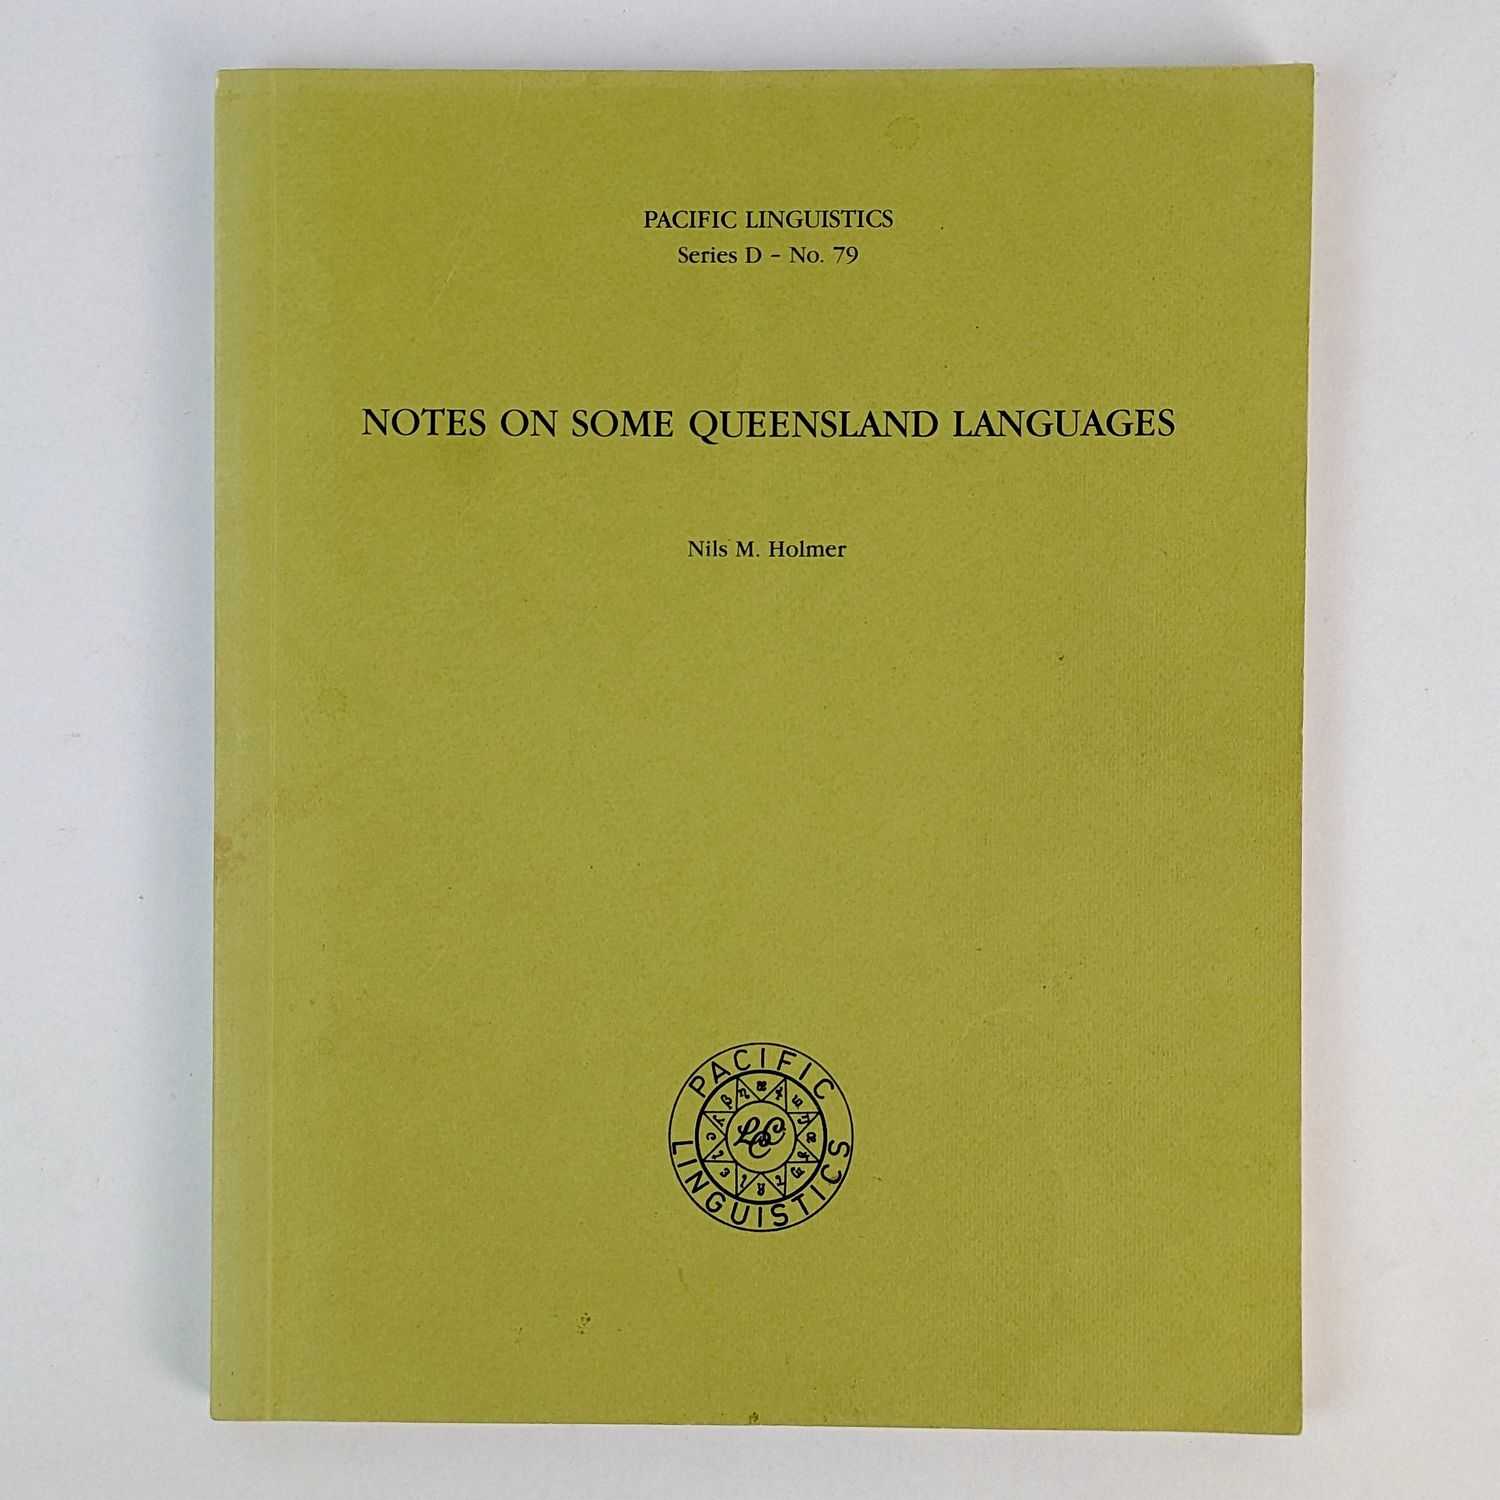 PACIFIC LINGUISTICS
Series D – No. 79
NOTES ON SOME QUEENSLAND LANGUAGES
Nils M. Holmer
PACIFIC
LINGUISTICS